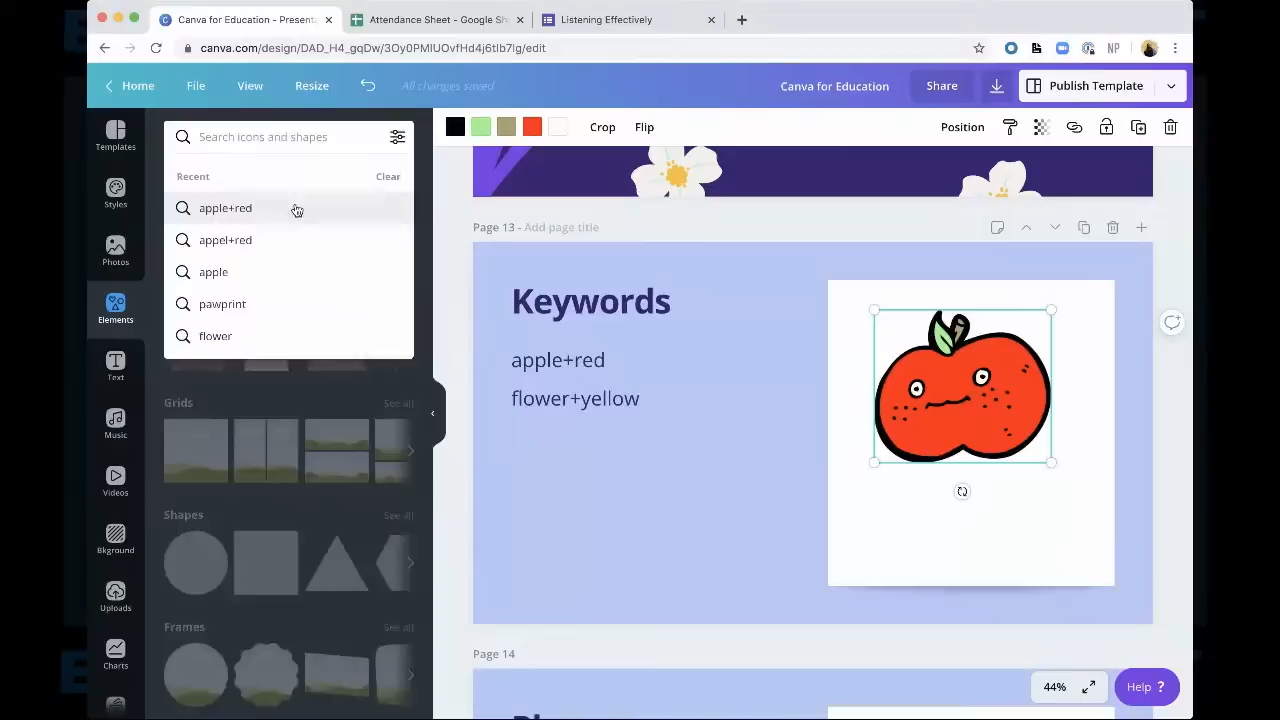 Canva for Education - Present
Attendance Sheet - Google Sh
Listening Effectively
canva.com/design/DAD_H4_gqDw/3Oy0PMlUOvfHd4j6tlb7lg/edit
NP
Home
File
View
Resize
All changes saved
Canva for Education
Share
Publish Template
Templates
Styles
Photos
Elements
Text
Music
Videos
Bkground
Uploads
Charts
Search icons and shapes
Recent
Clear
apple+red
appel+red
apple
pawprint
flower
Grids
See all
Shapes
See all
Frames
See all
Crop
Flip
Position
Page 13 - Add page title
Keywords
apple+red
flower+yellow
Page 14
44%
Help ?